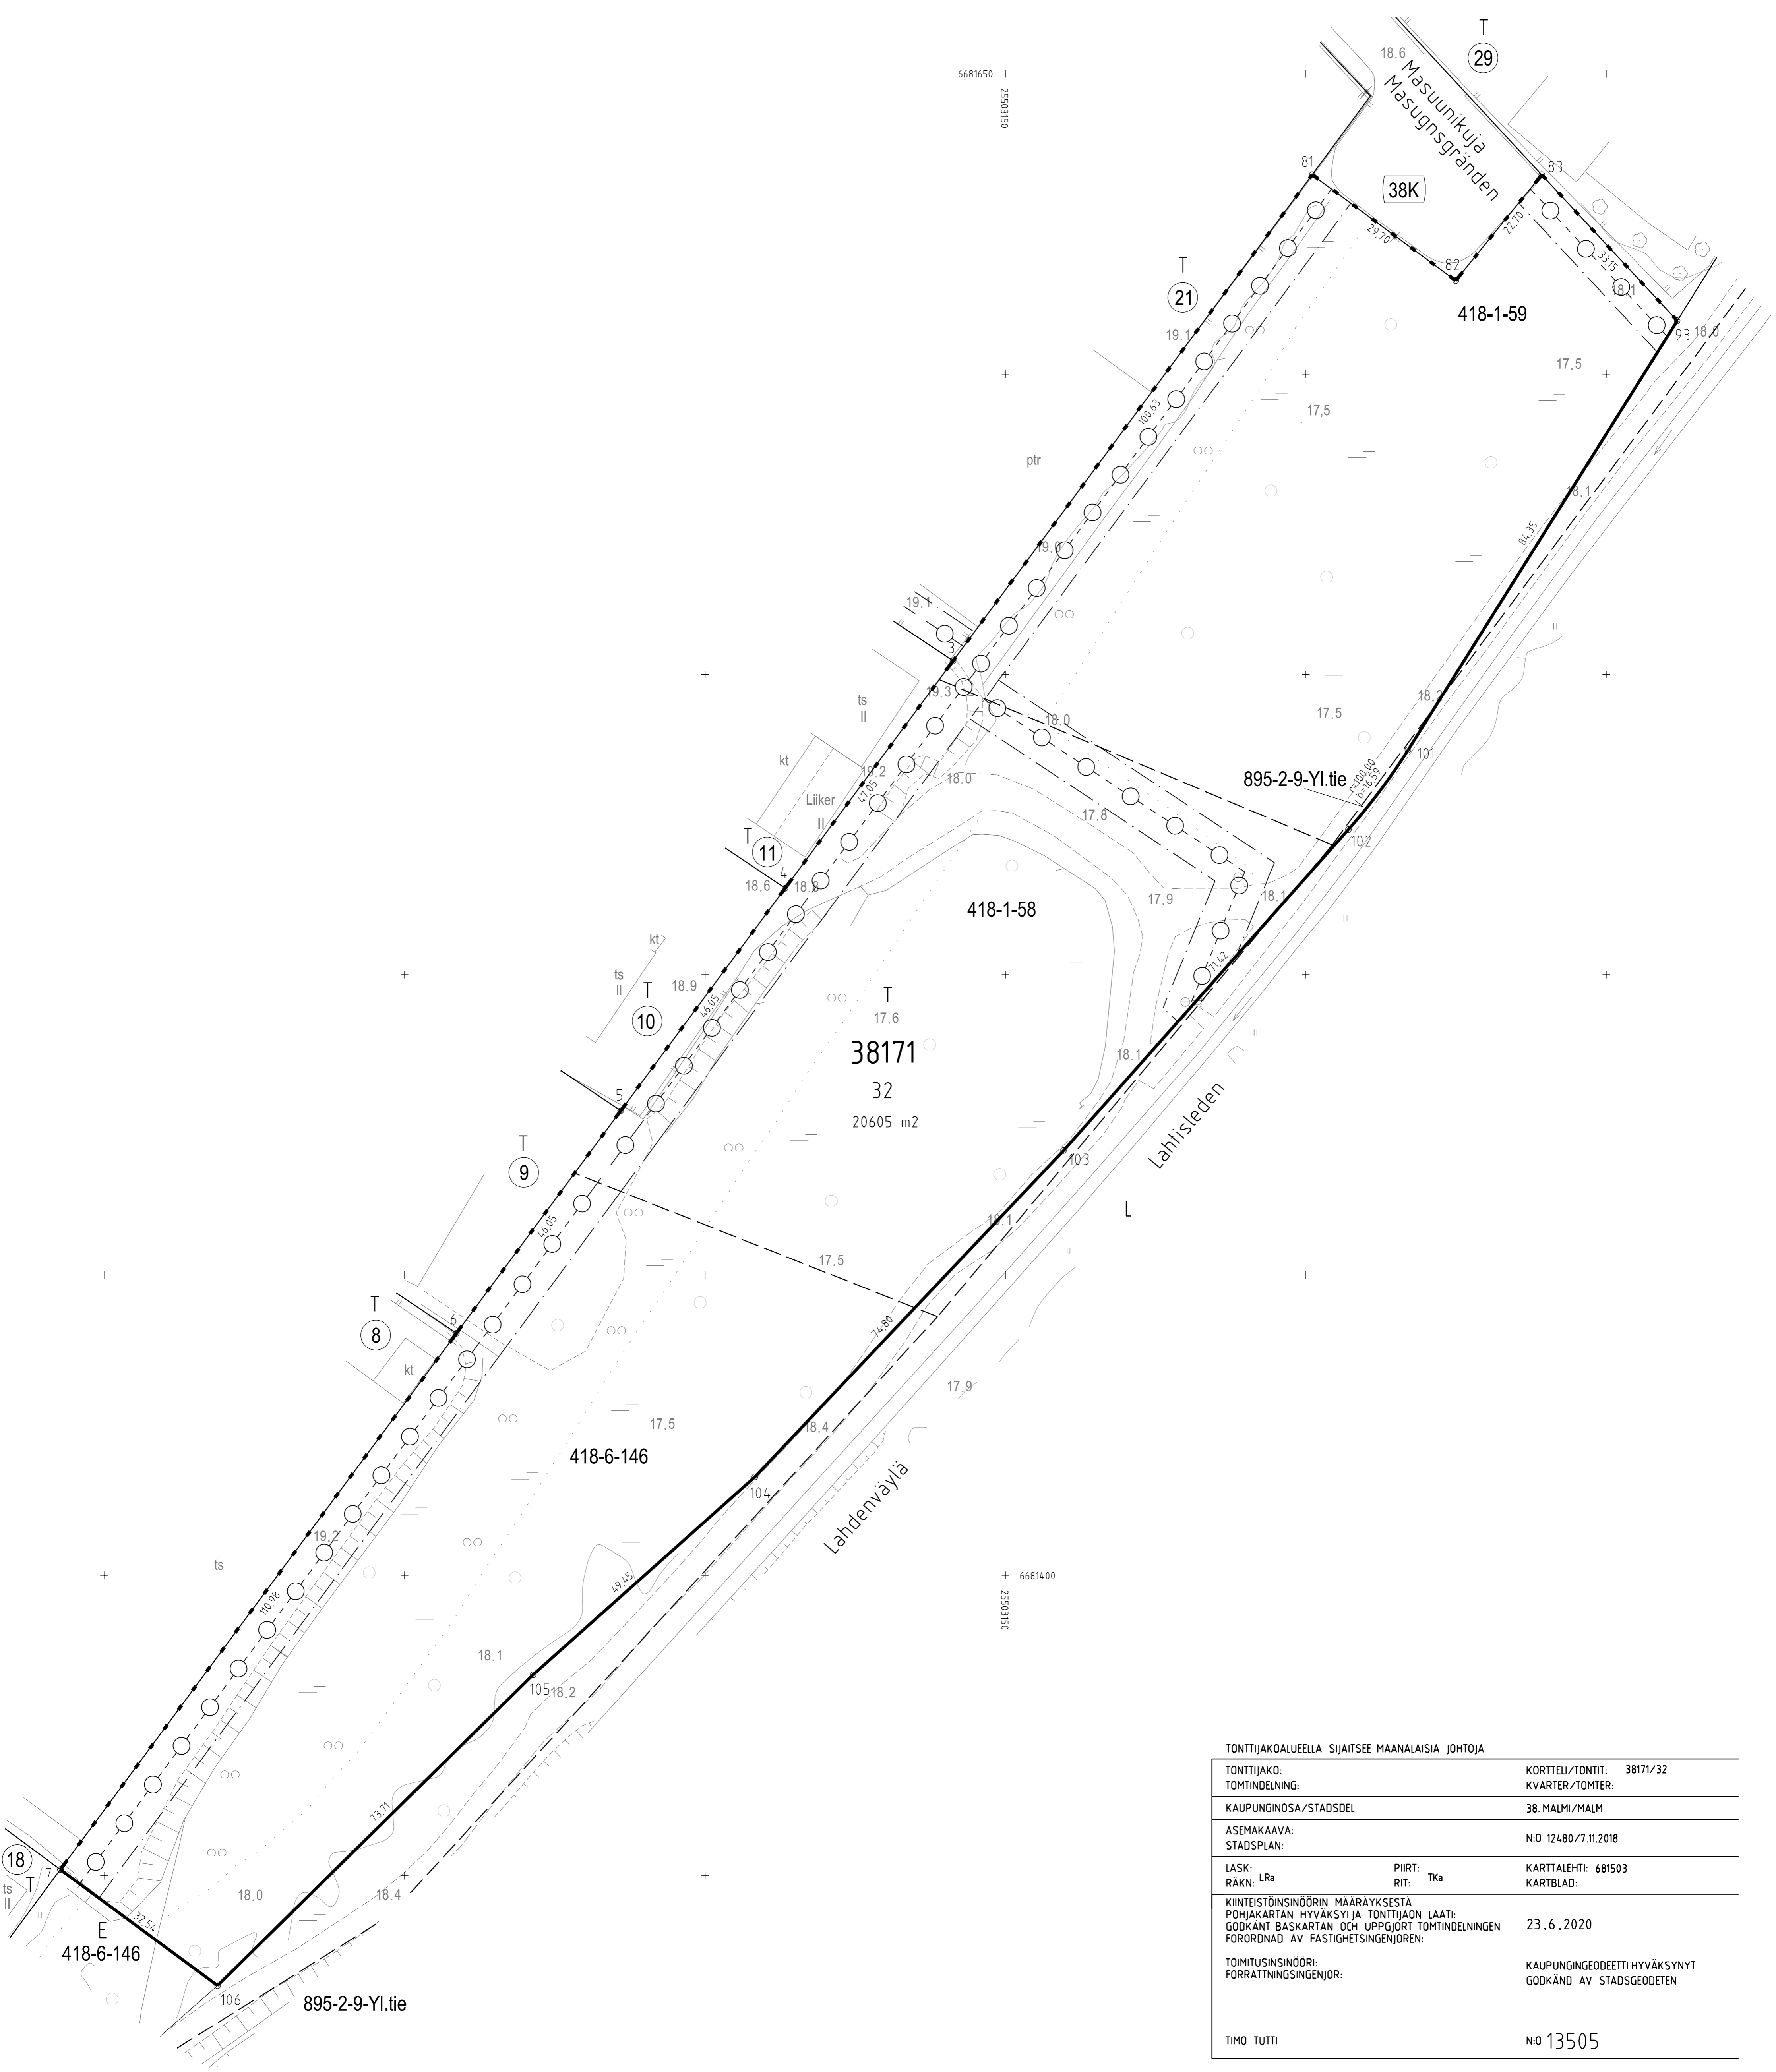 T
29
18.6
Masuunikuja
Masugnsgränden
6681650
25503150
81
83
38K
22,70
29,70
82
33,15
18.1
T
21
418-1-59
93
18.0
19.1
17.5
17,5
100,63
ptr
18.1
84,35
19.0
19.1
3
19.3
18.2
ts
II
18.0
17.5
101
kt
19.2
18.0
895-2-9-Yl.tie
r=100,00
b=16,59
47,05
Liiker
II
17.8
102
T
11
4
18.6
18.8
17.9
18.1
418-1-58
kt
ts
II
T
18.9
71,42
10
46,05
T
17.6
38171
18.1
32
5
20605 m2
Lahtisleden
T
9
103
L
46,05
18.1
17.5
T
8
6
74,80
kt
17.9
17.5
18.4
418-6-146
104
Lahdenväylä
19.2
ts
49,45
6681400
25503150
110,98
18.1
105
18.2
TONTTIJAKOALUEELLA SIJAITSEE MAANALAISIA JOHTOJA
TONTTIJAKO: KORTTELI/TONTIT: 38171/32
TOMTINDELNING: KVARTER/TOMTER:
73,71
KAUPUNGINOSA/STADSDEL: 38. MALMI/MALM
ASEMAKAAVA:
STADSPLAN: N:O 12480/7.11.2018
18
7
T
ts
II
LASK: LRa PIIRT: TKa KARTTALEHTI: 681503
RÄKN: RIT: KARTBLAD:
18.0
18.4
KIINTEISTÖINSINÖÖRIN MÄÄRÄYKSESTÄ
POHJAKARTAN HYVÄKSYI JA TONTTIJAON LAATI:
GODKÄNT BASKARTAN OCH UPPGJORT TOMTINDELNINGEN 23.6.2020
FÖRORDNAD AV FASTIGHETSINGENJÖREN:
32,54
E
418-6-146
TOIMITUSINSINÖÖRI: KAUPUNGINGEODEETTI HYVÄKSYNYT
FÖRRÄTTNINGSINGENJÖR: GODKÄND AV STADSGEODETEN
106
895-2-9-Yl.tie
TIMO TUTTI N:O 13505